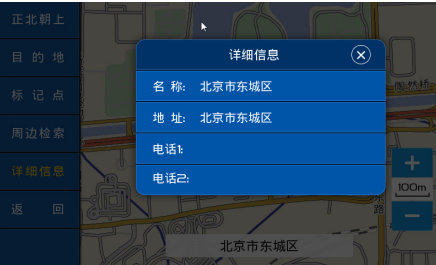 正北朝上
目的地
标记点
周边检索
详细信息
返回
详细信息
名 称: 北京市东城区
地 址: 北京市东城区
电话1:
电话2:
100m
路
北京市东城区